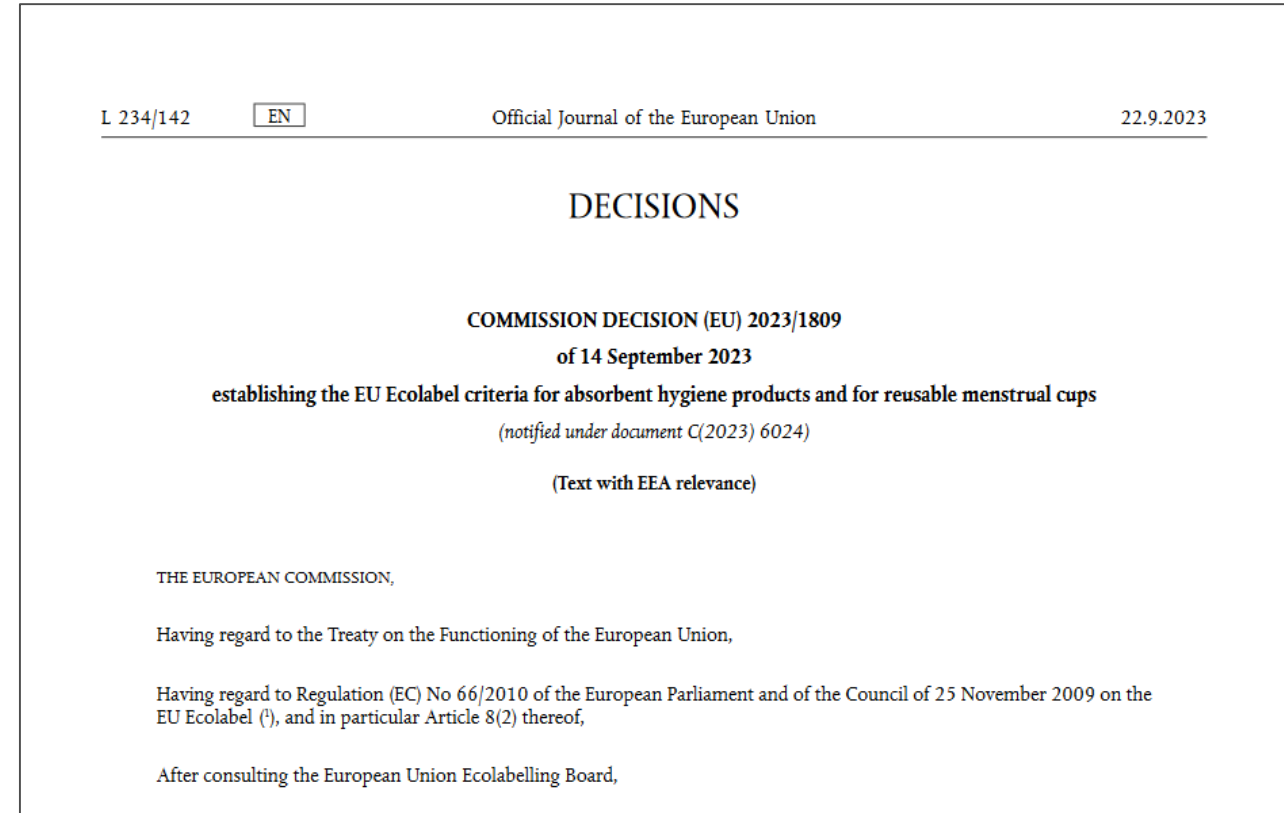 L 234/142 EN Official Journal of the European Union 22.9.2023
DECISIONS
COMMISSION DECISION (EU) 2023/1809
of 14 September 2023
establishing the EU Ecolabel criteria for absorbent hygiene products and for reusable menstrual cups
(notified under document C(2023) 6024)
(Text with EEA relevance)
THE EUROPEAN COMMISSION,
Having regard to the Treaty on the Functioning of the European Union,
Having regard to Regulation (EC) No 66/2010 of the European Parliament and of the Council of 25 November 2009 on the
EU Ecolabel (¹), and in particular Article 8(2) thereof,
After consulting the European Union Ecolabelling Board,